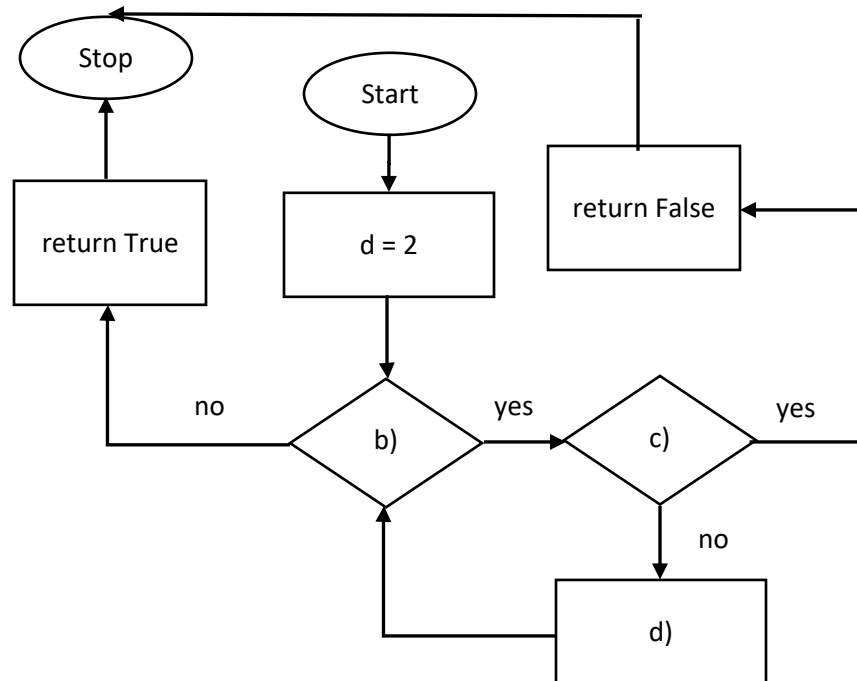 Stop
Start
return True
d = 2
return False
no
b)
yes
c)
yes
no
d)